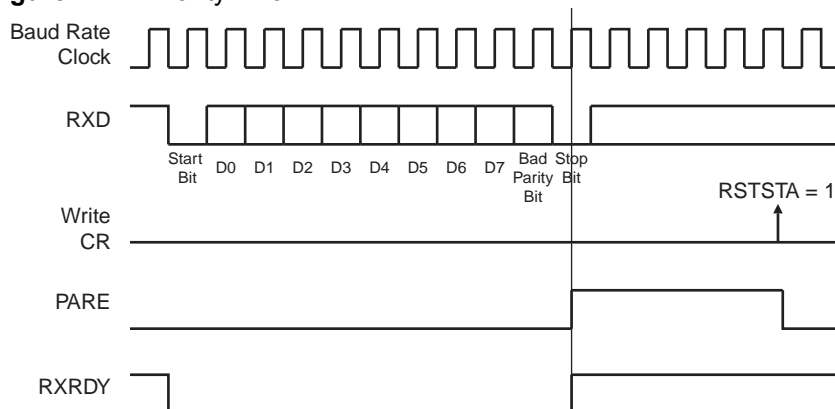 Baud Rate
Clock
RXD
Start
Bit
D0 D1 D2 D3 D4 D5 D6 D7
Bad
Parity
Bit
Stop
Bit
RSTSTA = 1
Write
CR
PARE
RXRDY